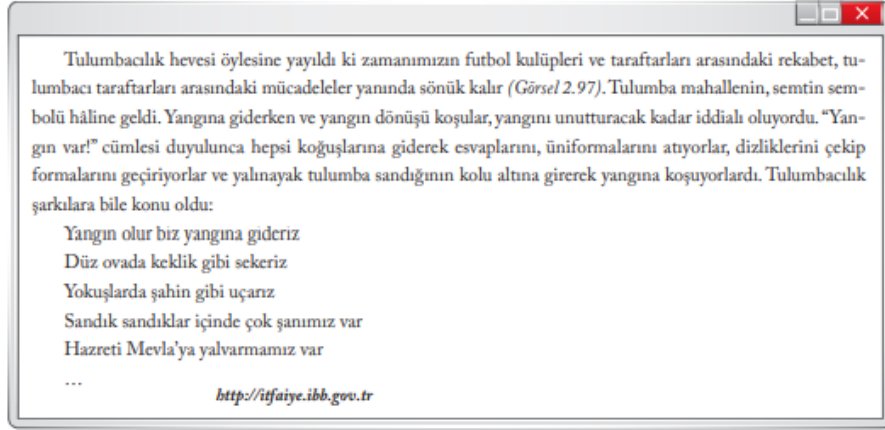 Tulumbacılık hevesi öylesine yayıldı ki zamanımızın futbol kulüpleri ve taraftarları arasındaki rekabet, tu-
lumbacı taraftarları arasındaki mücadeleler yanında sönük kalır (Görsel 2.97). Tulumba mahallenin, semtin sem-
bolü hâline geldi. Yangına giderken ve yangın dönüşü koşular, yangını unutturacak kadar iddialı oluyordu. “Yan-
gın var!” cümlesi duyulunca hepsi koğuşlarına giderek esvaplarını, üniformalarını atıyorlar, dizliklerini çekip
formalarını geçiriyorlar ve yalınayak tulumba sandığının kolu altına girerek yangına koşuyorlardı. Tulumbacılık
şarkılara bile konu oldu:
Yangın olur biz yangına gideriz
Düz ovada keklik gibi sekeriz
Yokuşlarda şahin gibi uçarız
Sandık sandıklar içinde çok şanımız var
Hazreti Mevla'ya yalvarmamız var
…
http://itfaiye.ibb.gov.tr